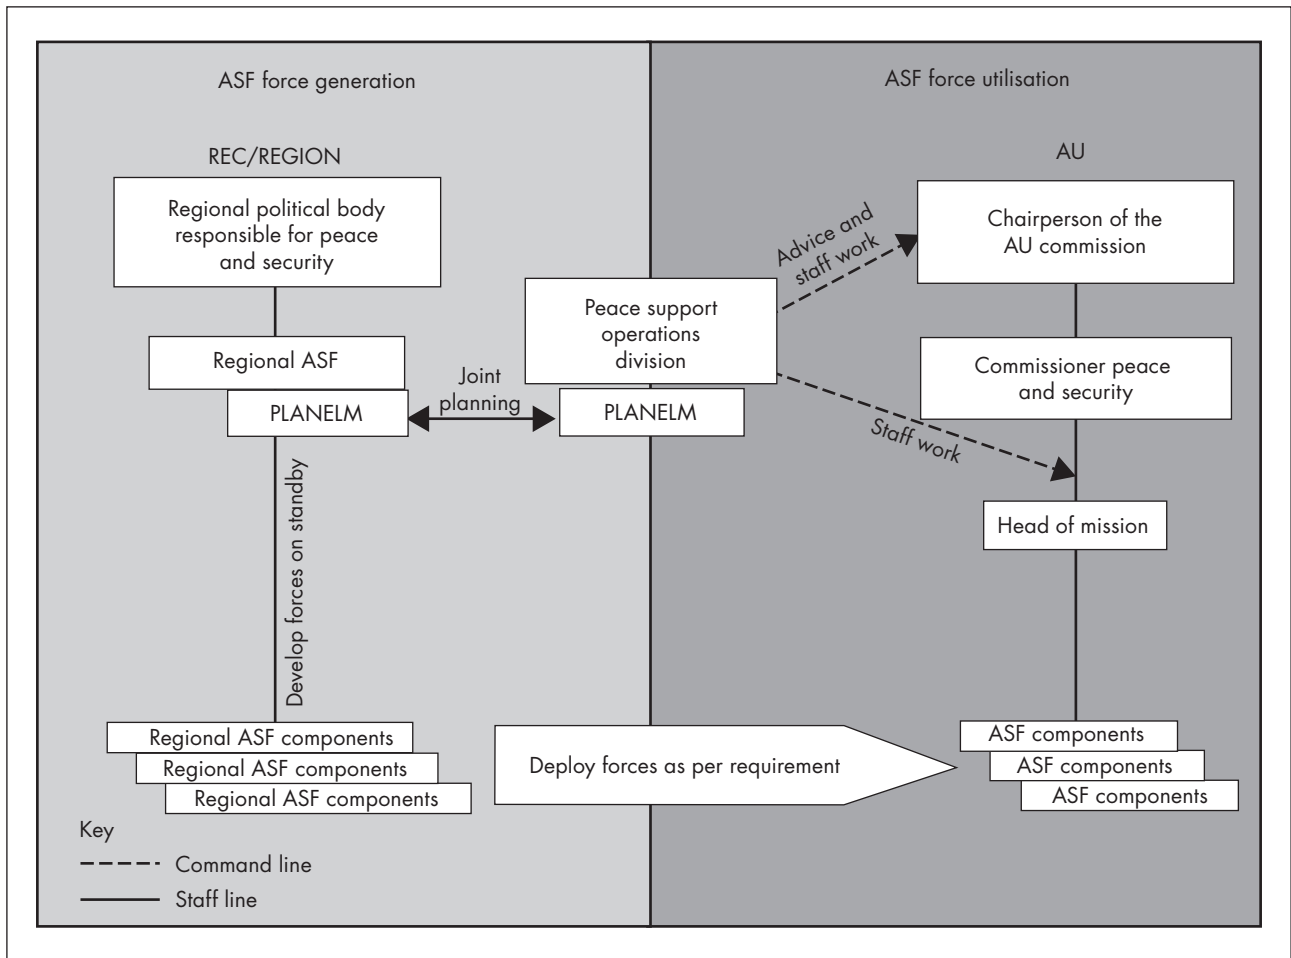 ASF force generation
REC/REGION
Regional political body
responsible for peace
and security
Regional ASF
PLANELM
Joint
planning
Develop forces on standby
Regional ASF components
Regional ASF components
Regional ASF components
Key
Command line
Staff line
Peace support
operations
division
PLANELM
Deploy forces as per requirement
ASF force utilisation
AU
Advice and
staff work
Chairperson of the
AU commission
Commissioner peace
and security
Staff work
Head of mission
ASF components
ASF components
ASF components